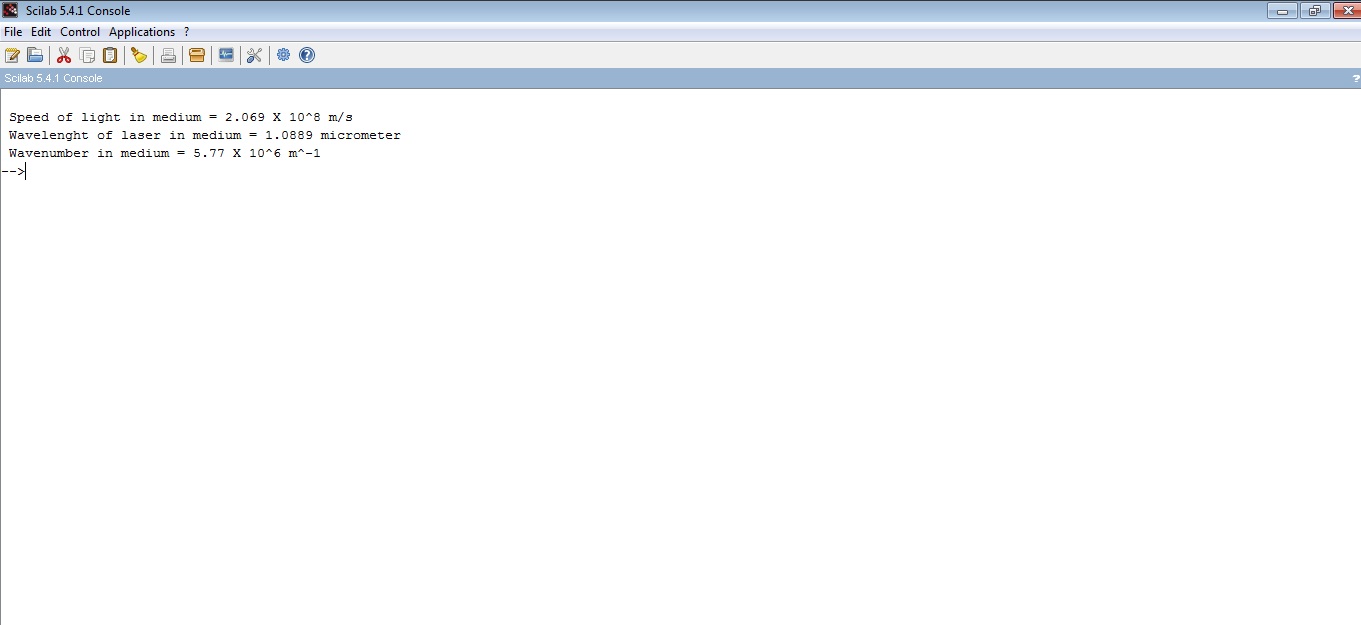 Scilab 5.4.1 Console
File Edit Control Applications ?
Scilab 5.4.1 Console ?
Speed of light in medium = 2.069 X 10^8 m/s
Wavelenght of laser in medium = 1.0889 micrometer
Wavenumber in medium = 5.77 X 10^6 m^-1
-->